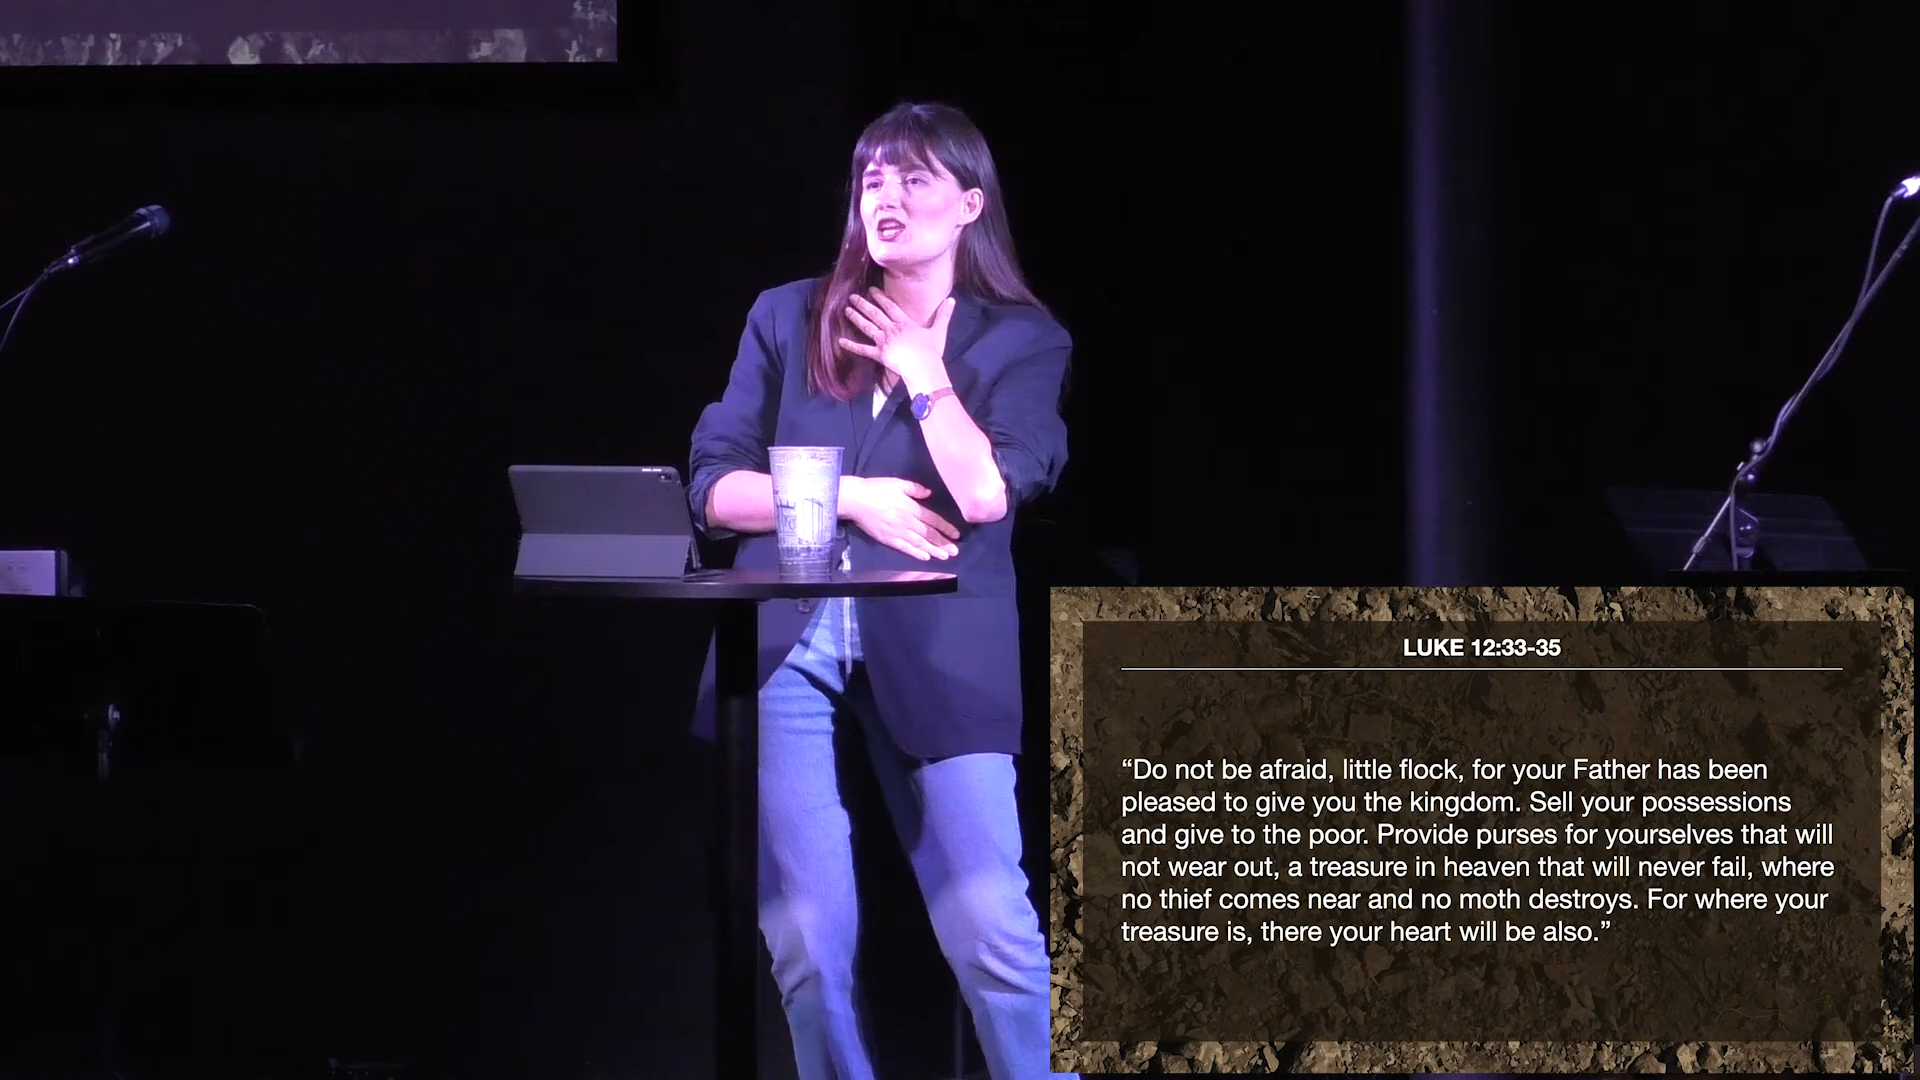 LUKE 12:33-35
“Do not be afraid, little flock, for your Father has been
pleased to give you the kingdom. Sell your possessions
and give to the poor. Provide purses for yourselves that will
not wear out, a treasure in heaven that will never fail, where
no thief comes near and no moth destroys. For where your
treasure is, there your heart will be also.”